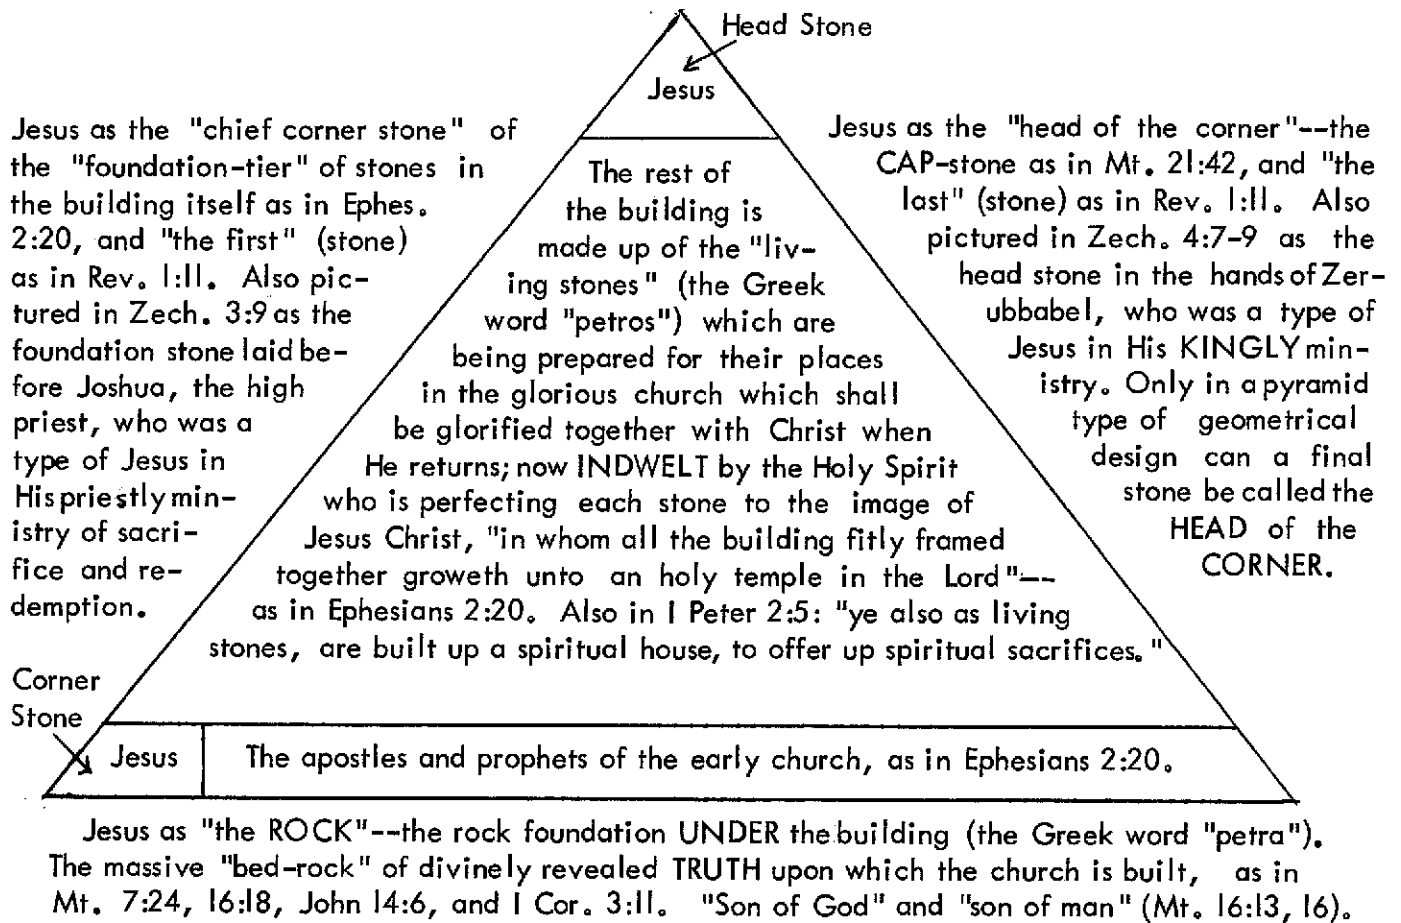 Head Stone
Jesus
Jesus as the "chief corner stone" of
the "foundation-tier" of stones in
the building itself as in Ephes.
2:20, and "the first" (stone)
as in Rev. 1:11. Also pic-
tured in Zech. 3:9 as the
foundation stone laid be-
fore Joshua, the high
priest, who was a
type of Jesus in
His priestly min-
istry of sacri-
fice and re-
demption.
The rest of
the building is
made up of the "liv-
ing stones" (the Greek
word "petros") which are
being prepared for their places
in the glorious church which shall
be glorified together with Christ when
He returns; now INDWELT by the Holy Spirit
who is perfecting each stone to the image of
Jesus Christ, "in whom all the building fitly framed
together groweth unto an holy temple in the Lord"--
as in Ephesians 2:20. Also in I Peter 2:5: "ye also as living
stones, are built up a spiritual house, to offer up spiritual sacrifices."
Jesus as the "head of the corner"--the
CAP-stone as in Mt. 21:42, and "the
last" (stone) as in Rev. 1:11. Also
pictured in Zech. 4:7-9 as the
head stone in the hands of Zer-
ubbabel, who was a type of
Jesus in His KINGLY min-
istry. Only in a pyramid
type of geometrical
design can a final
stone be called the
HEAD of the
CORNER.
Corner
Stone
Jesus
The apostles and prophets of the early church, as in Ephesians 2:20.
Jesus as "the ROCK"--the rock foundation UNDER the building (the Greek word "petra").
The massive "bed-rock" of divinely revealed TRUTH upon which the church is built, as in
Mt. 7:24, 16:18, John 14:6, and I Cor. 3:11. "Son of God" and "son of man" (Mt. 16:13, 16).